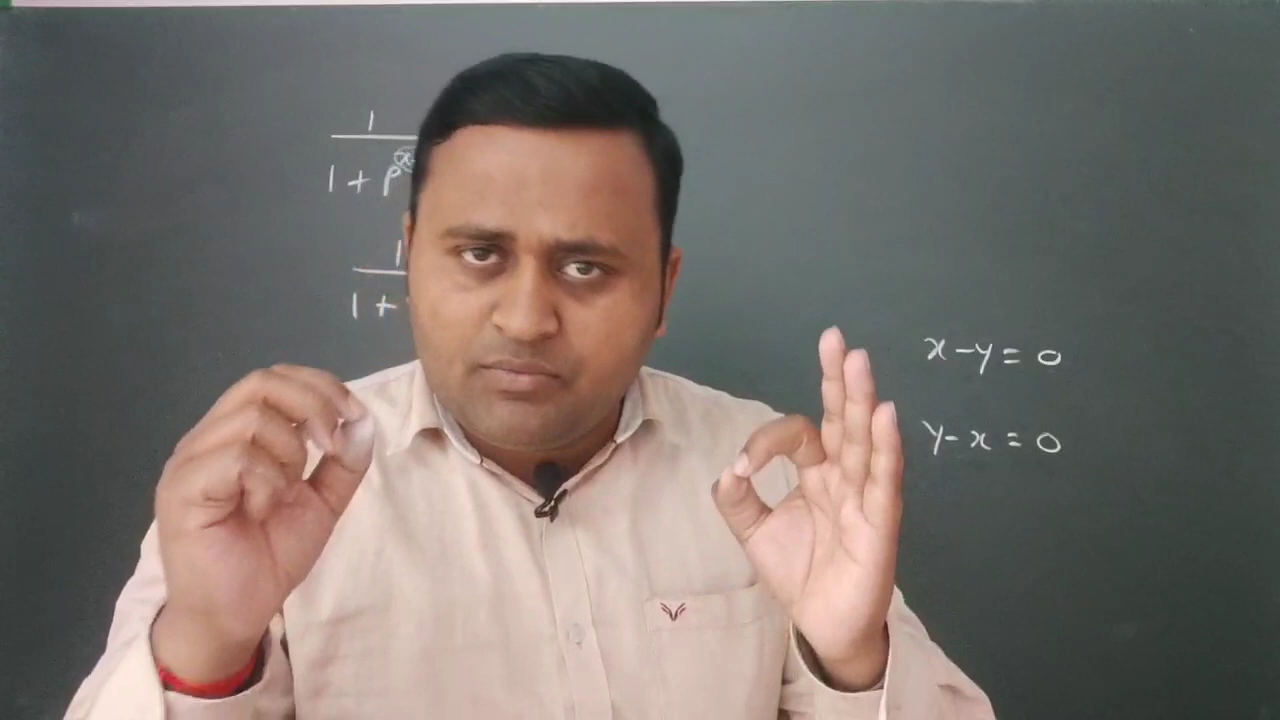 1
1 + p
1
1 +
x - y = 0
y - x = 0